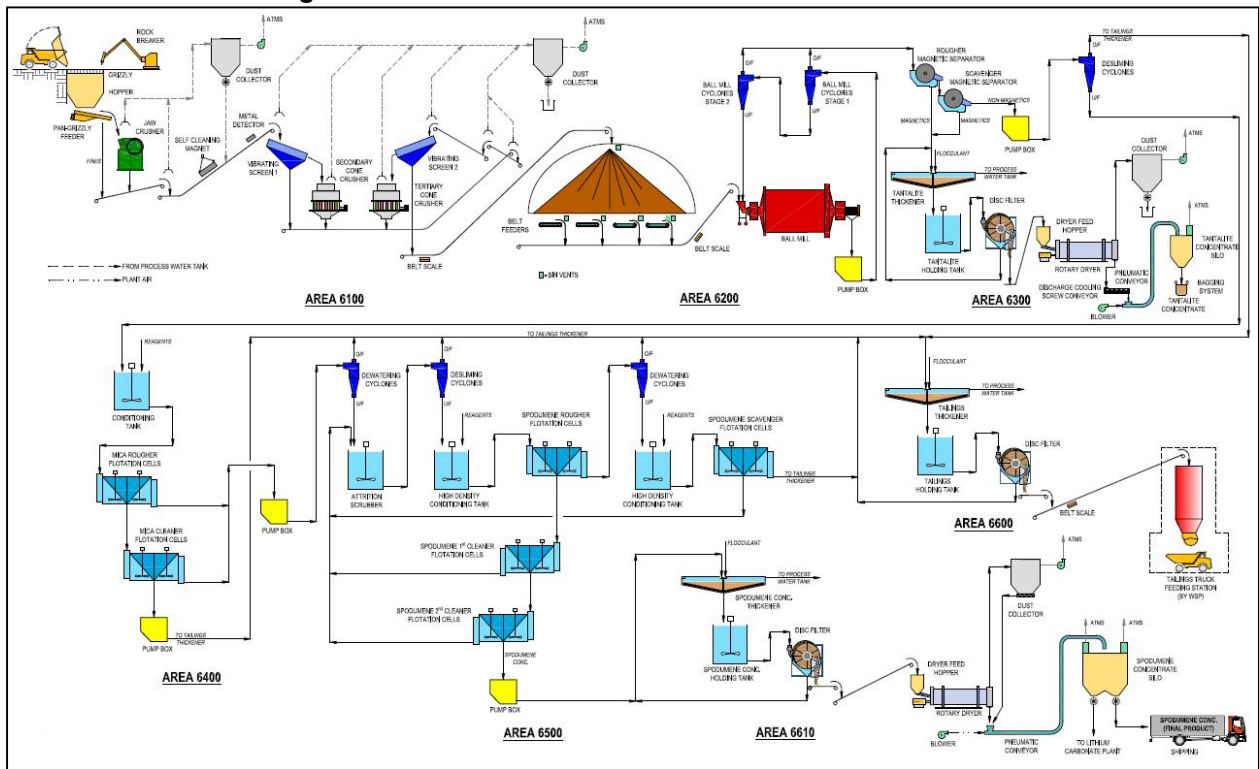 ROCK
BREAKER
GRIZZLY
HOPPER
PAN-GRIZZLY
FEEDER
FINES
JAW
CRUSHER
SELF CLEANING
MAGNET
DUST
COLLECTOR
ATMS
METAL
DETECTOR
VIBRATING
SCREEN 1
SECONDARY
CONE
CRUSHER
VIBRATING
SCREEN 2
TERTIARY
CONE
CRUSHER
BELT SCALE
DUST
COLLECTOR
ATMS
FROM PROCESS WATER TANK
PLANT AIR
AREA 6100
BELT
FEEDERS
-BIN VENTS
BELT SCALE
AREA 6200
O/F
O/F
BALL MILL
CYCLONES
STAGE 2
BALL MILL
CYCLONES
STAGE 1
U/F
U/F
BALL MILL
PUMP BOX
ROUGHER
MAGNETIC SEPARATOR
SCAVENGER
MAGNETIC SEPARATOR
NON-MAGNETICS
MAGNETICS
MAGNETICS
PUMP BOX
TO TAILINGS
THICKENER
O/F
DESLIMING
CYCLONES
U/F
FLOCCULANT
TO PROCESS
WATER TANK
TANTALITE
THICKENER
DISC FILTER
TANTALITE
HOLDING TANK
DRYER FEED
HOPPER
ROTARY DRYER
DUST
COLLECTOR
ATMS
ATMS
TANTALITE
CONCENTRATE
SILO
PNEUMATIC
CONVEYOR
DISCHARGE COOLING
SCREW CONVEYOR
BLOWER
BAGGING
SYSTEM
TANTALITE
CONCENTRATE
AREA 6300
TO TAILINGS THICKENER
REAGENTS
CONDITIONING
TANK
MICA ROUGHER
FLOTATION CELLS
MICA CLEANER
FLOTATION CELLS
PUMP BOX
TO TAILINGS
THICKENER
PUMP BOX
AREA 6400
O/F
DEWATERING
CYCLONES
U/F
ATTRITION
SCRUBBER
O/F
DESLIMING
CYCLONES
U/F
REAGENTS
HIGH DENSITY
CONDITIONING TANK
SPODUMENE ROUGHER
FLOTATION CELLS
O/F
DEWATERING
CYCLONES
U/F
REAGENTS
HIGH DENSITY
CONDITIONING TANK
SPODUMENE SCAVENGER
FLOTATION CELLS
TO TAILINGS
THICKENER
SPODUMENE 1st CLEANER
FLOTATION CELLS
SPODUMENE 2nd CLEANER
FLOTATION CELLS
SPODUMENE
CONC.
PUMP BOX
AREA 6500
FLOCCULANT
TO PROCESS
WATER TANK
TAILINGS
THICKENER
DISC FILTER
TAILINGS
HOLDING TANK
BELT SCALE
AREA 6600
TAILINGS TRUCK
FEEDING STATION
(BY WSP)
FLOCCULANT
TO PROCESS
WATER TANK
SPODUMENE CONC.
THICKENER
DISC FILTER
SPODUMENE CONC.
HOLDING TANK
AREA 6610
DRYER FEED
HOPPER
ROTARY DRYER
ATMS
DUST
COLLECTOR
BLOWER
PNEUMATIC
CONVEYOR
ATMS
ATMS
SPODUMENE
CONCENTRATE
SILO
TO LITHIUM
CARBONATE PLANT
SPODUMENE CONC.
(FINAL PRODUCT)
SHIPPING